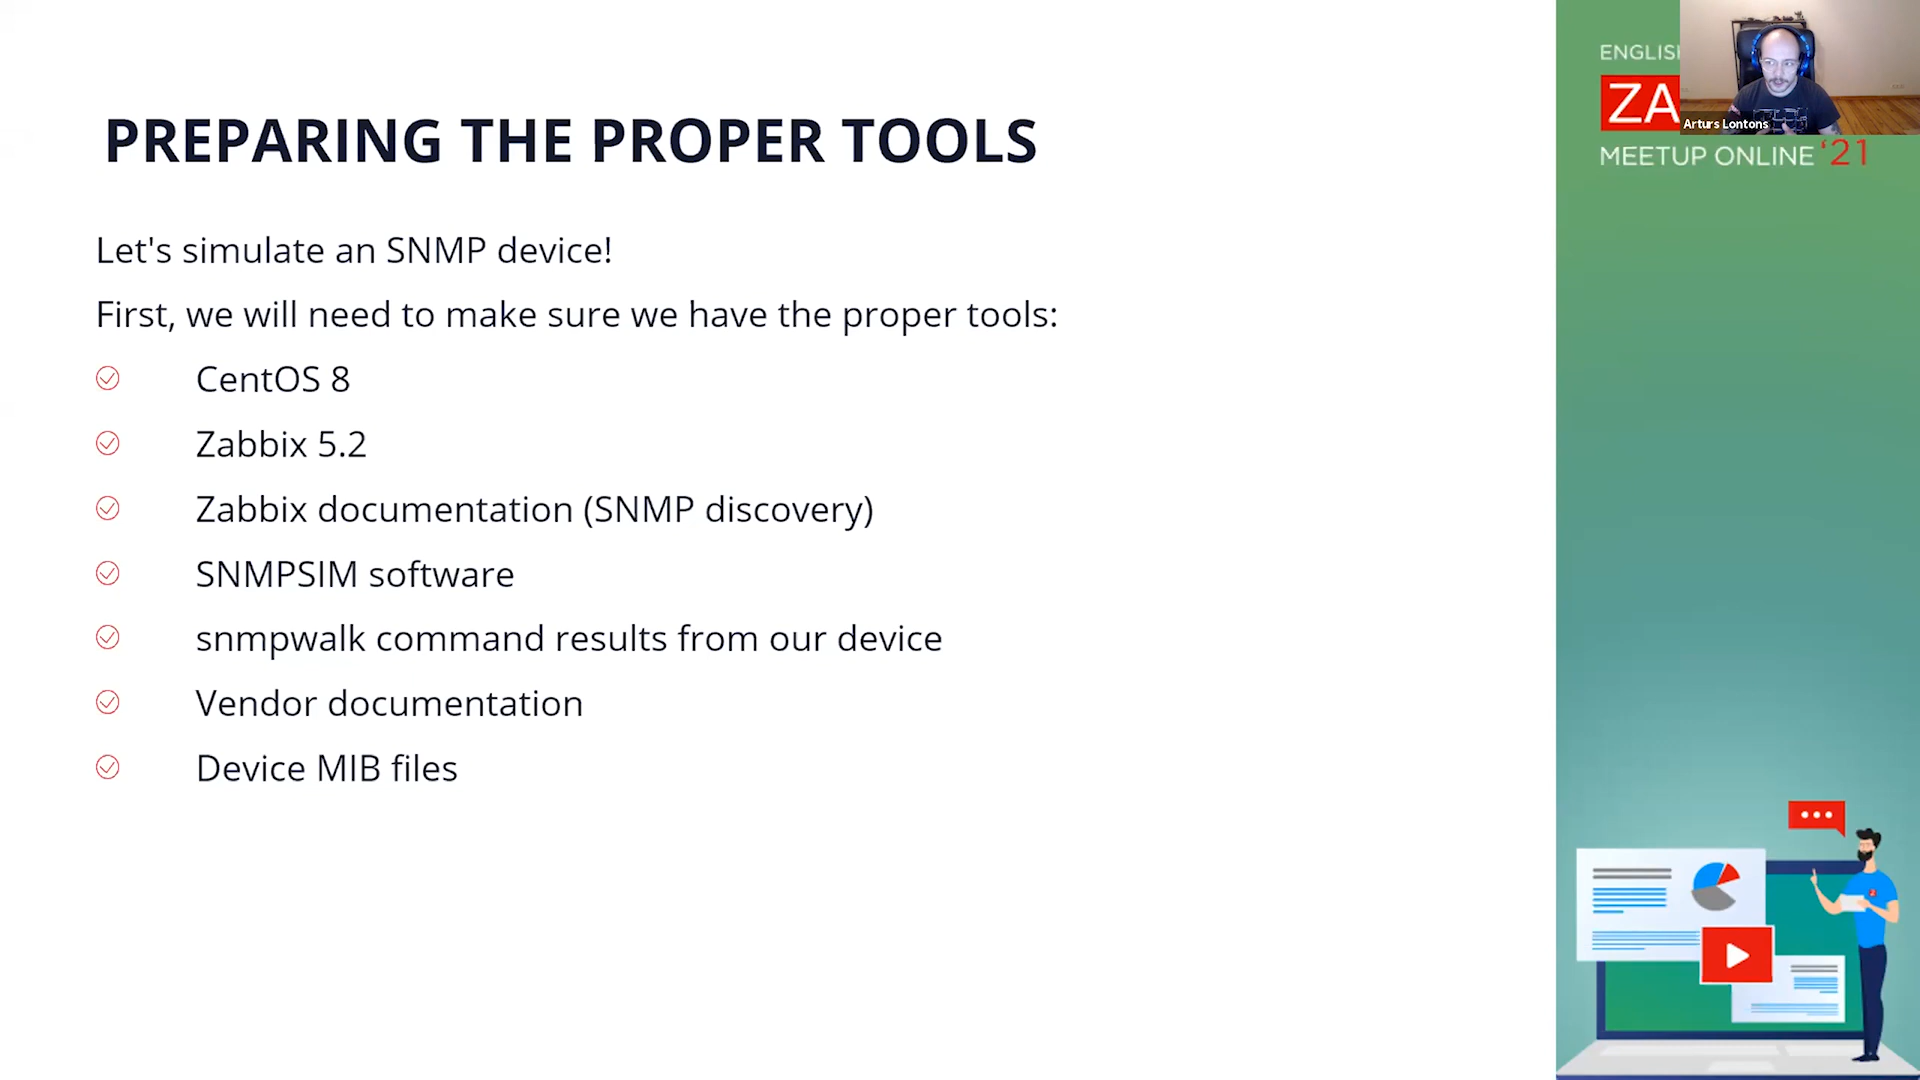 PREPARING THE PROPER TOOLS
Let's simulate an SNMP device!
First, we will need to make sure we have the proper tools:
CentOS 8
Zabbix 5.2
Zabbix documentation (SNMP discovery)
SNMPSIM software
snmpwalk command results from our device
Vendor documentation
Device MIB files
ENGLIS
ZA
MEETUP ONLINE '21
Arturs Lontons